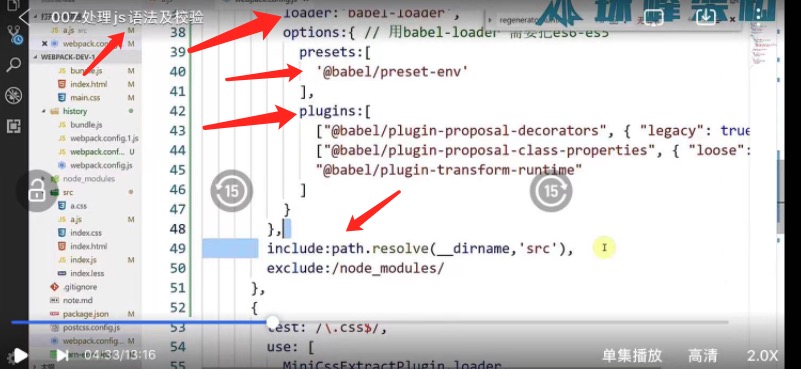 007.处理js语法及校验
a.js src M
webpack.config... M
WEBPACK-DEV-1
bundle.js
index.html
main.css
history
bundle.js
webpack.config.1.js
webpack.conf... U
webpack.config.js
node_modules
src
a.css
a.js M
index.css
index.html
index.js M
index.less
.gitignore
note.md
package.json M
postcss.config.js
webpack.config... M
loader:'babel-loader',
38 options:{ // 用babel-loader 需要把es6-es5
39 presets:[
40 '@babel/preset-env'
41 ],
42 plugins:[
43 ["@babel/plugin-proposal-decorators", { "legacy": true
44 ["@babel/plugin-proposal-class-properties", { "loose":
45 "@babel/plugin-transform-runtime"
46 ]
47 }
48 },
49 include:path.resolve(__dirname,'src'),
50 exclude:/node_modules/
51 },
52 {
53 test: /\.css$/,
54 use: [
55 MiniCssExtractPlugin.loader
15
15
04:33/13:16
单集播放
高清
2.0X